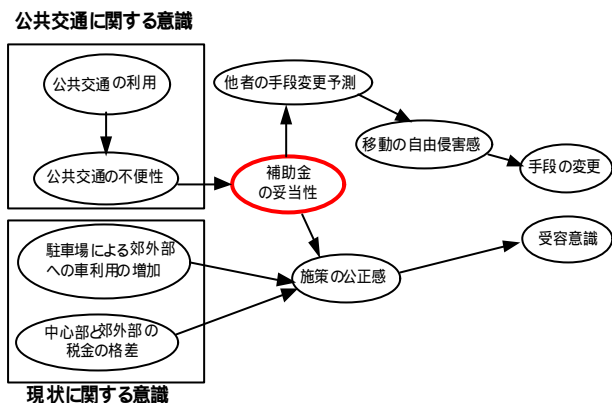 公共交通に関する意識
公共交通の利用
公共交通の不便性
他者の手段変更予測
移動の自由侵害感
手段の変更
補助金
の妥当性
受容意識
駐車場による郊外部
への車利用の増加
施策の公正感
中心部と郊外部の
税金の格差
現状に関する意識